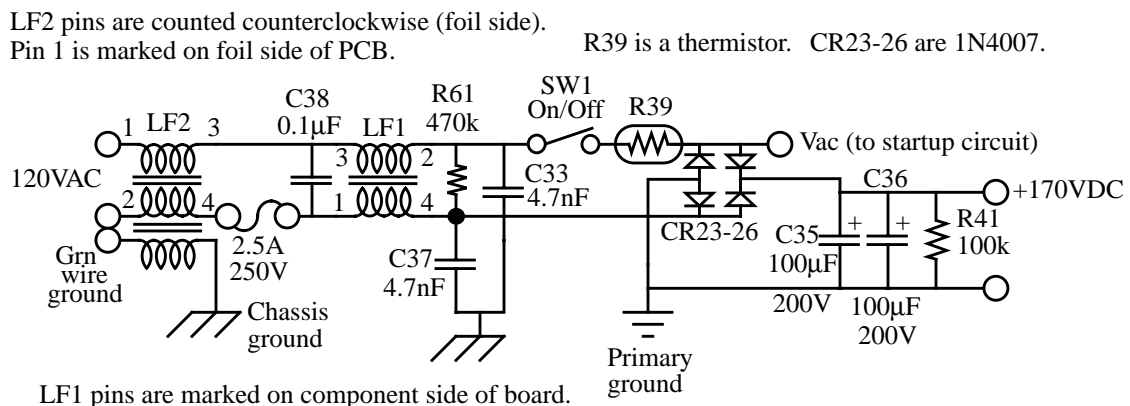 LF2 pins are counted counterclockwise (foil side).
Pin 1 is marked on foil side of PCB.
R39 is a thermistor. CR23-26 are 1N4007.
SW1
On/Off
C38
0.1µF
R61
470k
R39
1
LF2
3
LF1
3
2
Vac (to startup circuit)
120VAC
C33
4.7nF
C36
+170VDC
2
4
1
4
CR23-26
R41
100k
2.5A
250V
Grn
wire
ground
C37
4.7nF
C35
100µF
200V
+
+
100µF
200V
Chassis
ground
Primary
ground
LF1 pins are marked on component side of board.